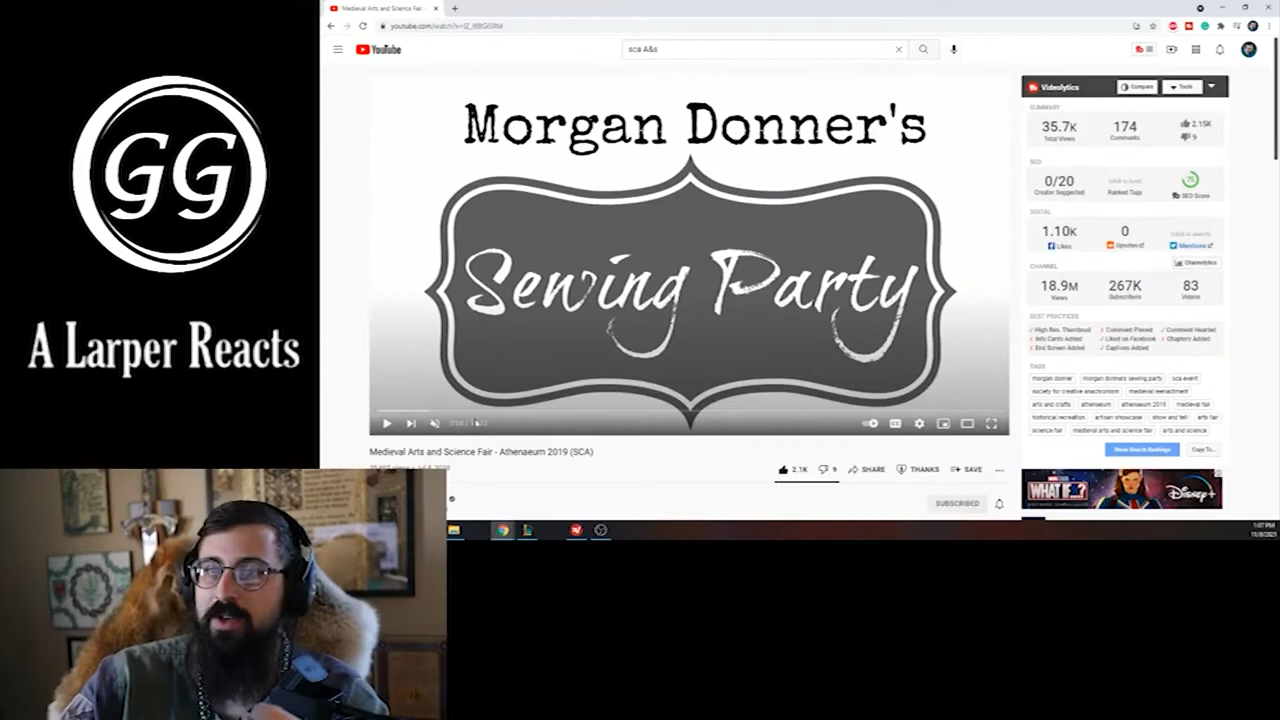 Medieval Arts and Science Fair -
sca A&s
YouTube
GG
A Larper Reacts
Morgan Donner's
Sewing Party
Medieval Arts and Science Fair - Athenaeum 2019 (SCA)
2.1K
9
SHARE
THANKS
SAVE
SUBSCRIBED
Videolytics
Compare
Tools
SUMMARY
35.7K
174
2.15K
9
Total Views
Comments
SEO
0/20
75
Creator Suggested
Ranked Tags
SEO Score
SOCIAL
1.10K
0
Likes
Upvotes
Mentions
Channelytics
CHANNEL
18.9M
267K
83
Views
Subscribers
Videos
BEST PRACTICES
High Res. Thumbnail
Comment Pinned
Comment Hearted
Info Cards Added
Liked on Facebook
Chapters Added
End Screen Added
Captions Added
TAGS
morgan donner
morgan donners sewing party
sca event
society for creative anachronism
medieval reenactment
arts and crafts
athenaeum
athenaeum 2019
medieval fair
historical recreation
artisan showcase
show and tell
arts fair
science fair
medieval arts and science fair
arts and science
Show Search Rankings
Copy To...
WHAT IF...?
Disney+
1:07 PM